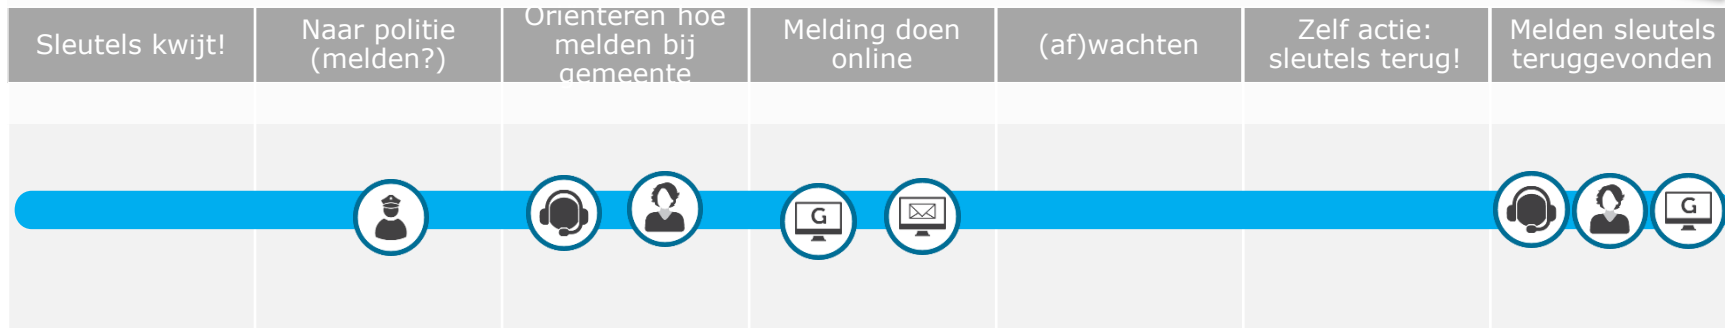 Sleutels kwijt!
Naar politie
(melden?)
Oriënteren hoe
melden bij
gemeente
Melding doen
online
(af)wachten
Zelf actie:
sleutels terug!
Melden sleutels
teruggevonden
G
G